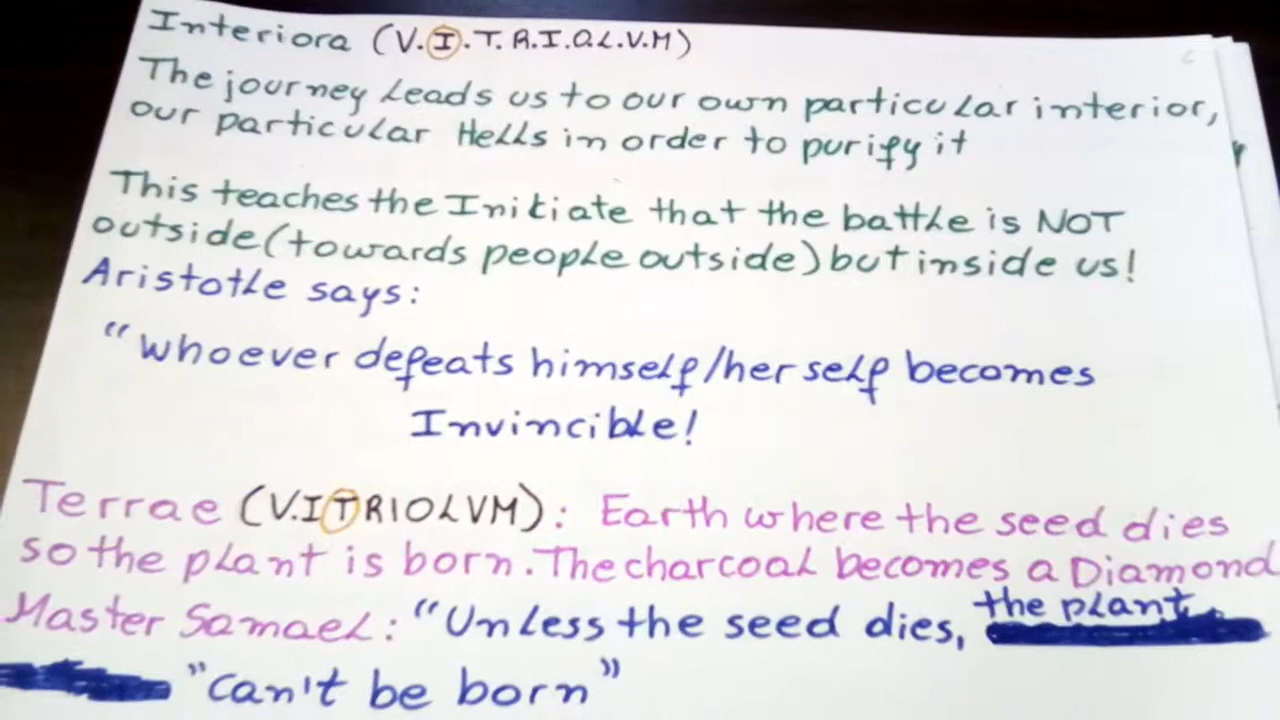 Interiora (V.I.T.R.I.O.L.V.M)
The journey leads us to our own particular interior,
our particular Hells in order to purify it
This teaches the Initiate that the battle is NOT
outside (towards people outside) but inside us!
Aristotle says:
"Whoever defeats himself/herself becomes
Invincible!
Terrae (V.ITRIOLVM): Earth where the seed dies
so the plant is born. The charcoal becomes a Diamond
Master Samael: "Unless the seed dies, the plant
"can't be born"